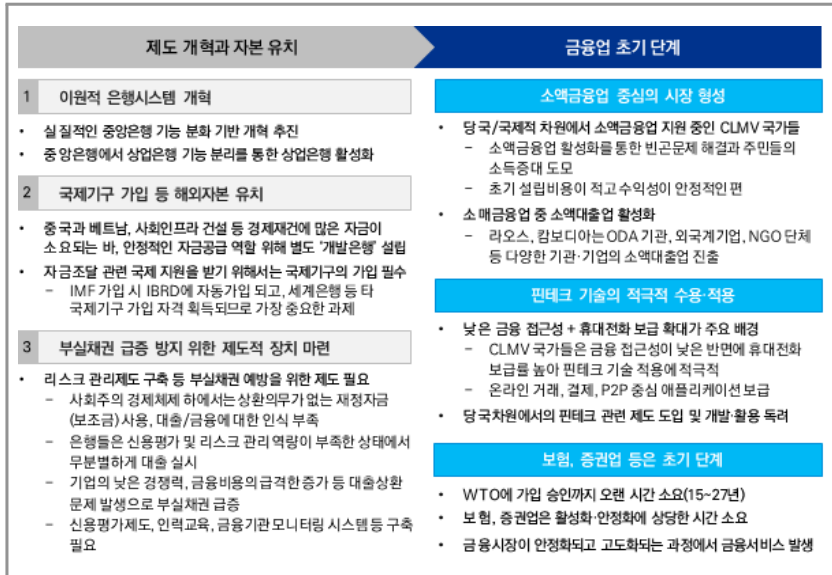 제도 개혁과 자본 유치
1 이원적 은행시스템 개혁
• 실질적인 중앙은행 기능 분화 기반 개혁 추진
• 중앙은행에서 상업은행 기능 분리를 통한 상업은행 활성화
2 국제기구 가입 등 해외자본 유치
• 중국과 베트남, 사회인프라 건설 등 경제재건에 많은 자금이
소요되는 바, 안정적인 자금공급 역할 위해 별도 '개발은행' 설립
• 자금조달 관련 국제 지원을 받기 위해서는 국제기구의 가입 필수
– IMF 가입 시 IBRD에 자동가입 되고, 세계은행 등 타
국제기구 가입 자격 획득되므로 가장 중요한 과제
3 부실채권 급증 방지 위한 제도적 장치 마련
• 리스크 관리제도 구축 등 부실채권 예방을 위한 제도 필요
– 사회주의 경제체제 하에서는 상환의무가 없는 재정자금
(보조금) 사용, 대출/금융에 대한 인식 부족
– 은행들은 신용평가 및 리스크 관리 역량이 부족한 상태에서
무분별하게 대출 실시
– 기업의 낮은 경쟁력, 금융비용의 급격한 증가 등 대출상환
문제 발생으로 부실채권 급증
– 신용평가제도, 인력교육, 금융기관 모니터링 시스템 등 구축
필요
금융업 초기 단계
소액금융업 중심의 시장 형성
• 당국/국제적 차원에서 소액금융업 지원 중인 CLMV 국가들
– 소액금융업 활성화를 통한 빈곤문제 해결과 주민들의
소득증대 도모
– 초기 설립비용이 적고 수익성이 안정적인 편
• 소매금융업 중 소액대출업 활성화
– 라오스, 캄보디아는 ODA 기관, 외국계기업, NGO 단체
등 다양한 기관·기업의 소액대출업 진출
핀테크 기술의 적극적 수용·적용
• 낮은 금융 접근성 + 휴대전화 보급 확대가 주요 배경
– CLMV 국가들은 금융 접근성이 낮은 반면에 휴대전화
보급률 높아 핀테크 기술 적용에 적극적
– 온라인 거래, 결제, P2P 중심 애플리케이션 보급
• 당국차원에서의 핀테크 관련 제도 도입 및 개발·활용 독려
보험, 증권업 등은 초기 단계
• WTO에 가입 승인까지 오랜 시간 소요(15~27년)
• 보험, 증권업은 활성화·안정화에 상당한 시간 소요
• 금융시장이 안정화되고 고도화되는 과정에서 금융서비스 발생